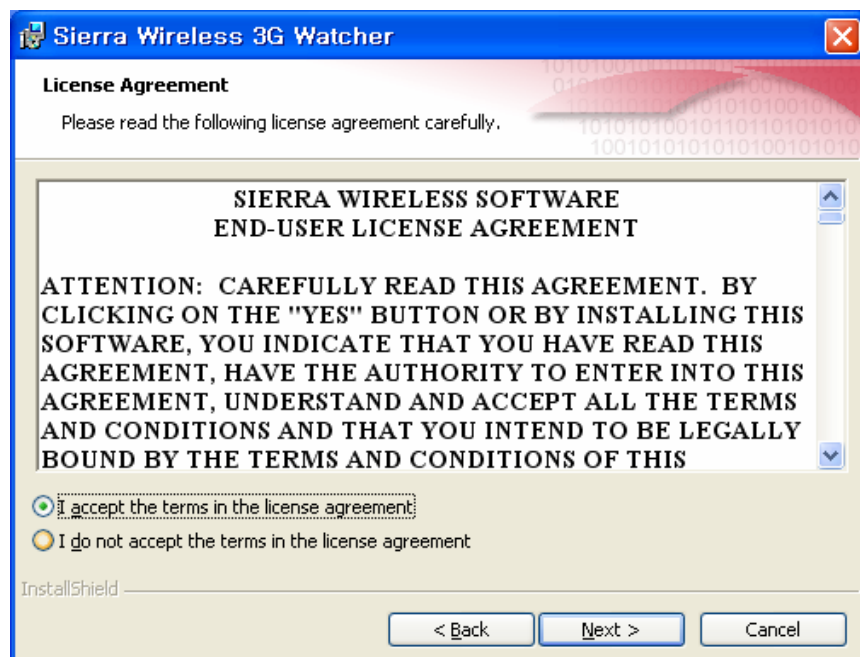 Sierra Wireless 3G Watcher
License Agreement
Please read the following license agreement carefully.
SIERRA WIRELESS SOFTWARE
END-USER LICENSE AGREEMENT
ATTENTION:  CAREFULLY READ THIS AGREEMENT.  BY
CLICKING ON THE "YES" BUTTON OR BY INSTALLING THIS
SOFTWARE, YOU INDICATE THAT YOU HAVE READ THIS
AGREEMENT, HAVE THE AUTHORITY TO ENTER INTO THIS
AGREEMENT, UNDERSTAND AND ACCEPT ALL THE TERMS
AND CONDITIONS AND THAT YOU INTEND TO BE LEGALLY
BOUND BY THE TERMS AND CONDITIONS OF THIS
I accept the terms in the license agreement
I do not accept the terms in the license agreement
InstallShield
< Back
Next >
Cancel